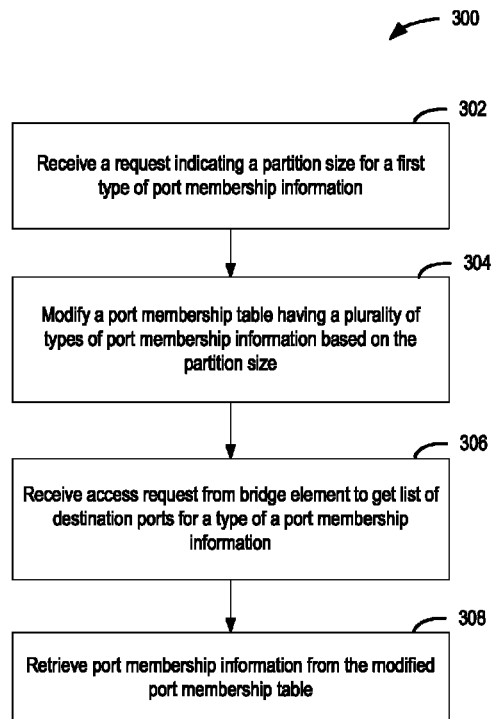 300
302
Receive a request indicating a partition size for a first
type of port membership information
304
Modify a port membership table having a plurality of
types of port membership information based on the
partition size
306
Receive access request from bridge element to get list of
destination ports for a type of a port membership
information
308
Retrieve port membership information from the modified
port membership table